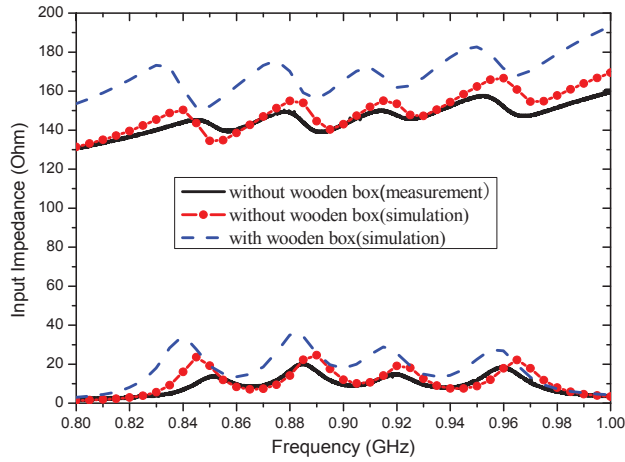 200
180
160
140
120
100
80
60
40
20
0
Input Impedance (Ohm)
without wooden box(measurement)
without wooden box(simulation)
with wooden box(simulation)
0.80 0.82 0.84 0.86 0.88 0.90 0.92 0.94 0.96 0.98 1.00
Frequency (GHz)